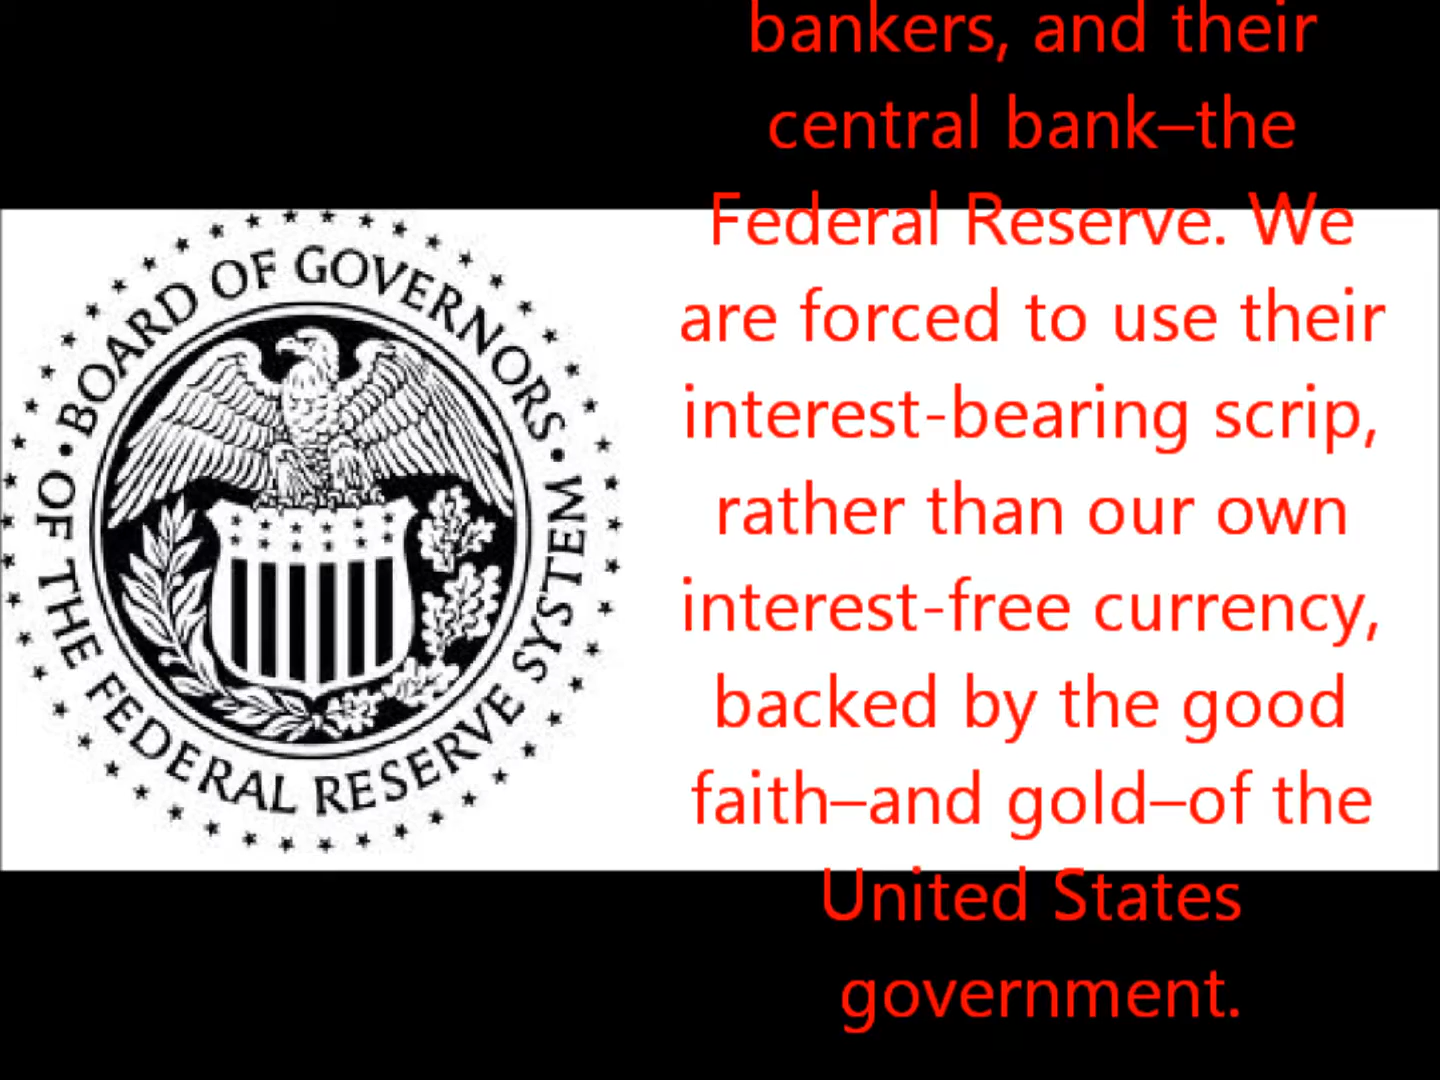 BOARD OF GOVERNORS
OF THE FEDERAL RESERVE SYSTEM
bankers, and their
central bank–the
Federal Reserve. We
are forced to use their
interest-bearing scrip,
rather than our own
interest-free currency,
backed by the good
faith–and gold–of the
United States
government.